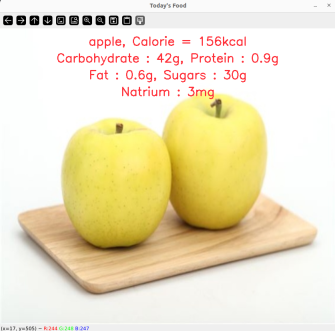 Today's Food
apple, Calorie = 156kcal
Carbohydrate : 42g, Protein : 0.9g
Fat : 0.6g, Sugars : 30g
Natrium : 3mg
(x=17, y=505) ~ R:244 G:248 B:247